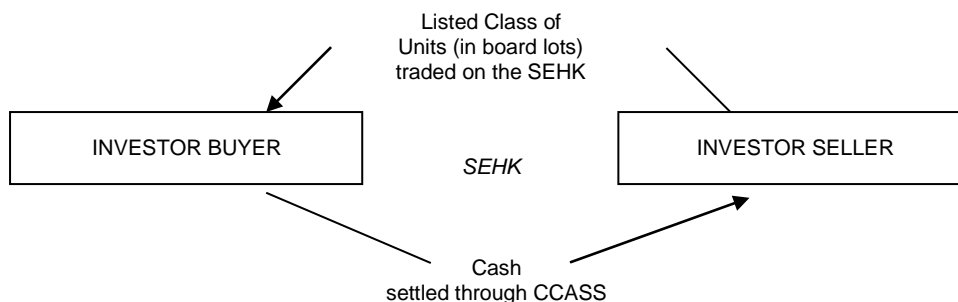 Listed Class of
Units (in board lots)
traded on the SEHK
INVESTOR BUYER
SEHK
INVESTOR SELLER
Cash
settled through CCASS